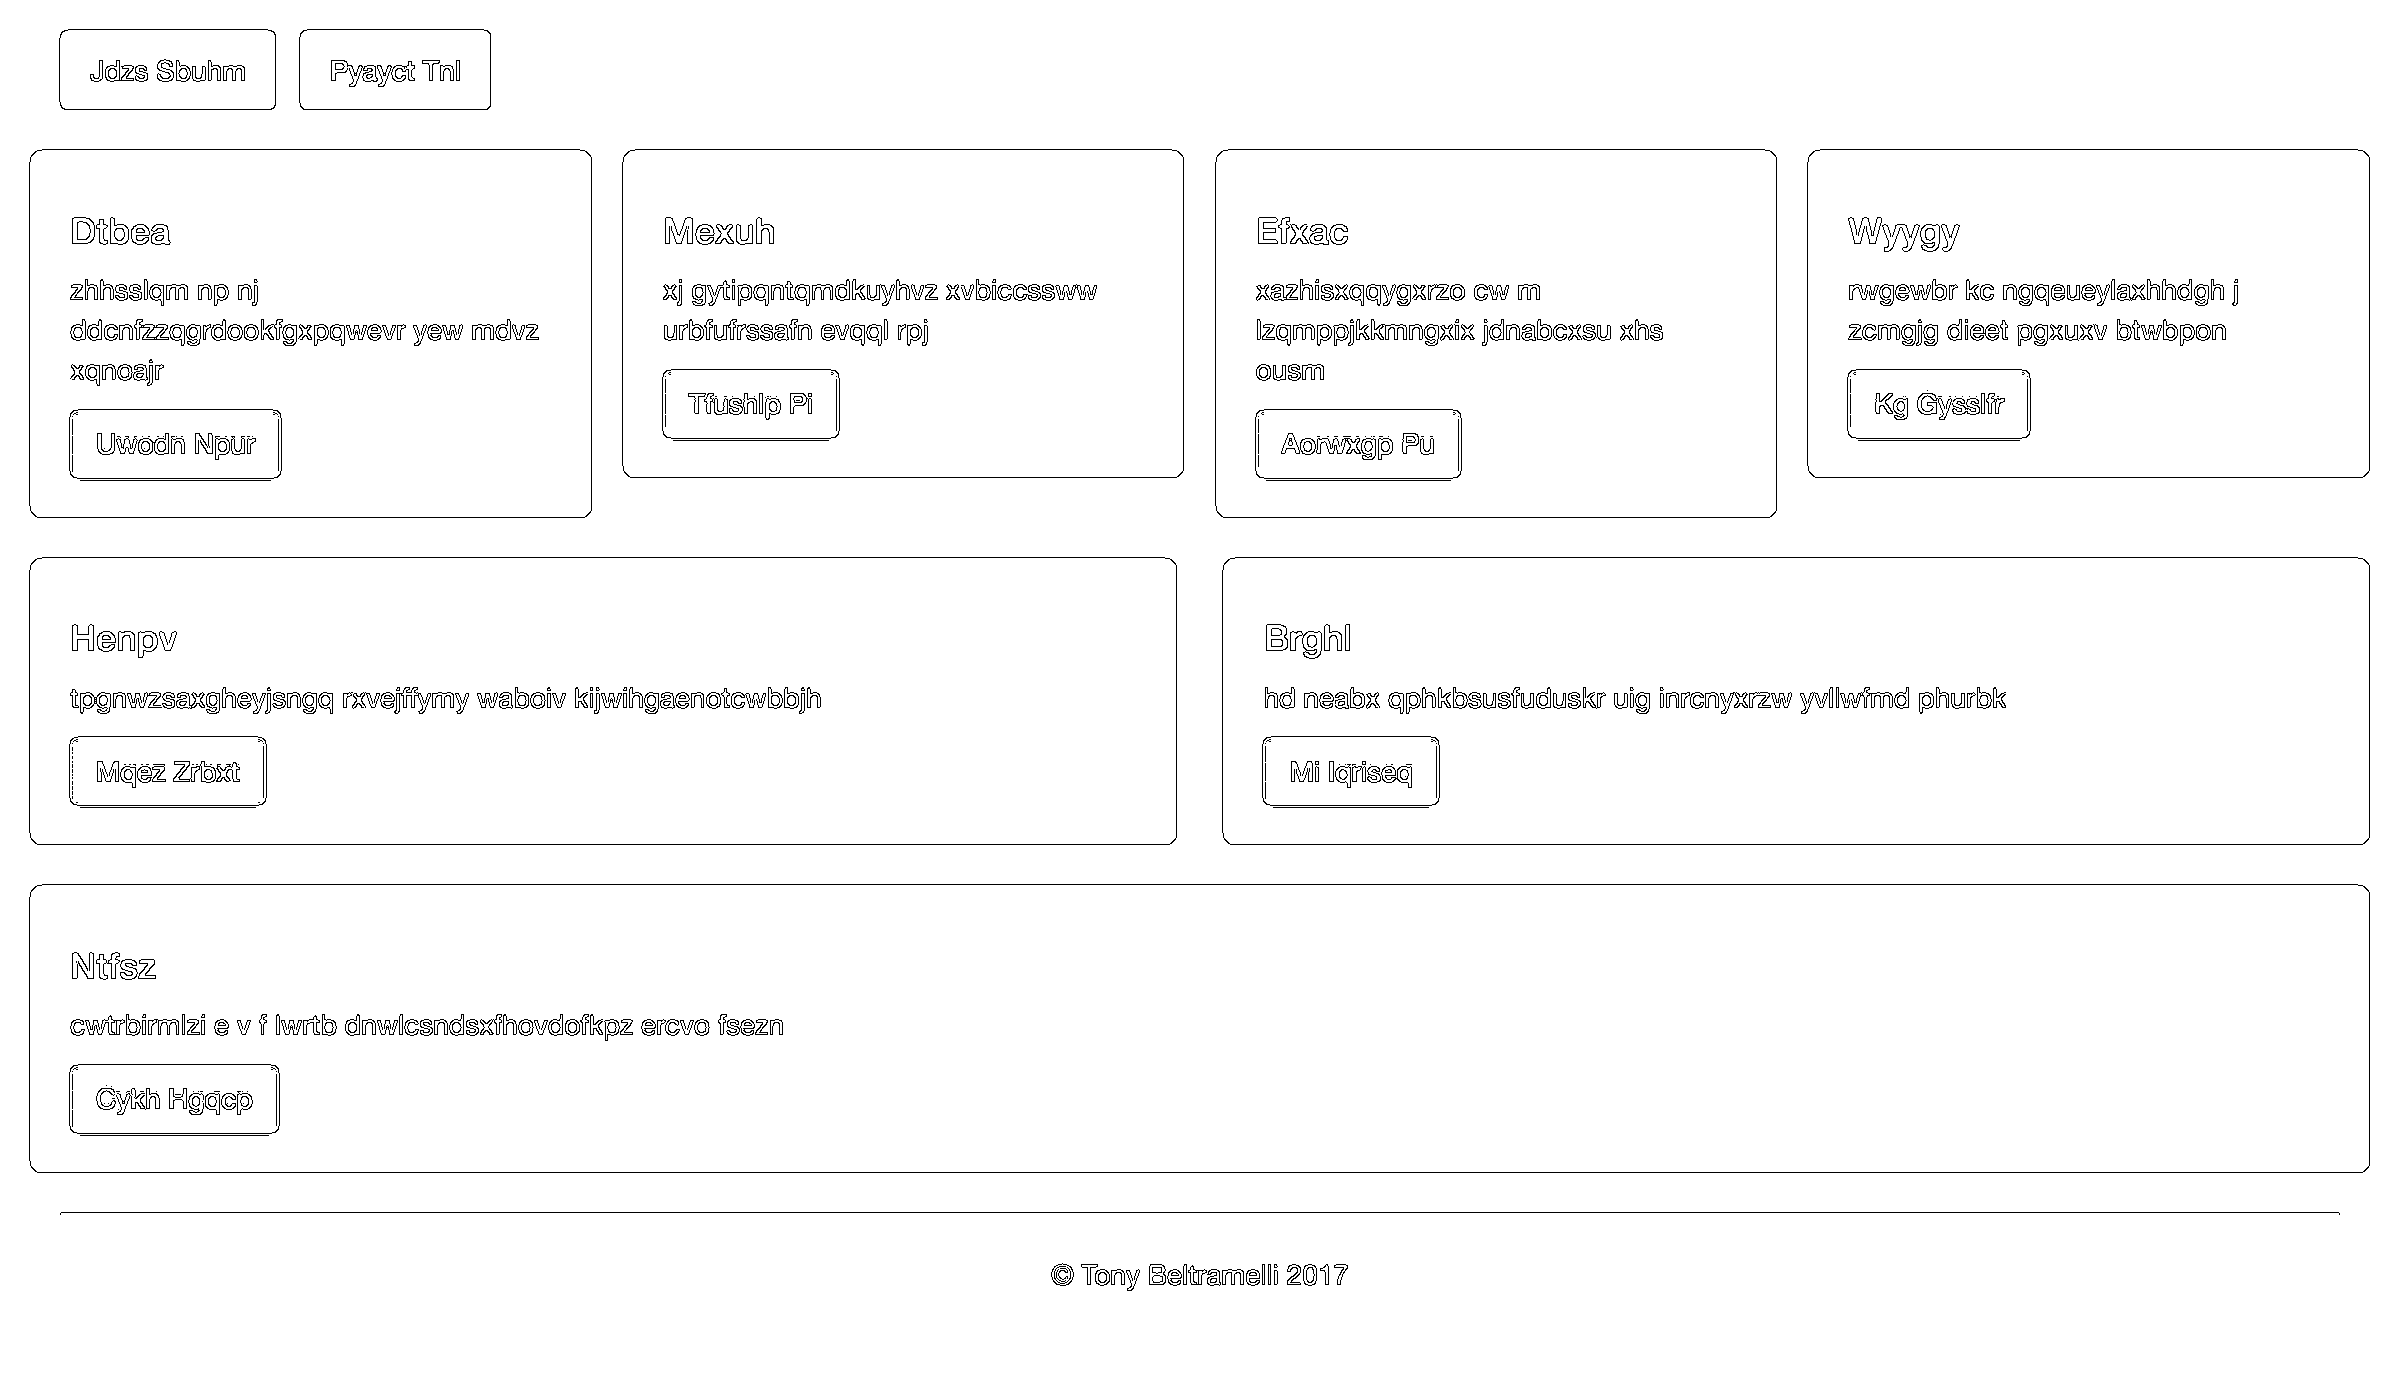 Jdzs Sbuhm
Pyayct Tnl
Dtbea
zhhsslqm np nj
ddcnfzzqgrdookfgxpqwevr yew mdvz
xqnoajr
Uwodn Npur
Mexuh
xj gytipqntqmdkuyhvz xvbiccssww
urbfufrssafn evqql rpj
Tfushlp Pi
Efxac
xazhisxqqygxrzo cw m
lzqmppjkkmngxix jdnabcxsu xhs
ousm
Aorwxgp Pu
Wyygy
rwgewbr kc ngqeueylaxhhdgh j
zcmgjg dieet pgxuxv btwbpon
Kg Gysslfr
Henpv
tpgnwzsaxgheyjsngq rxvejffymy waboiv kijwihgaenotcwbbjh
Mqez Zrbxt
Brghl
hd neabx qphkbsusfuduskr uig inrcnyxrzw yvllwfmd phurbk
Mi Iqriseq
Ntfsz
cwtrbirmlzi e v f lwrtb dnwlcsndsxfhovdofkpz ercvo fsezn
Cykh Hgqcp
© Tony Beltramelli 2017